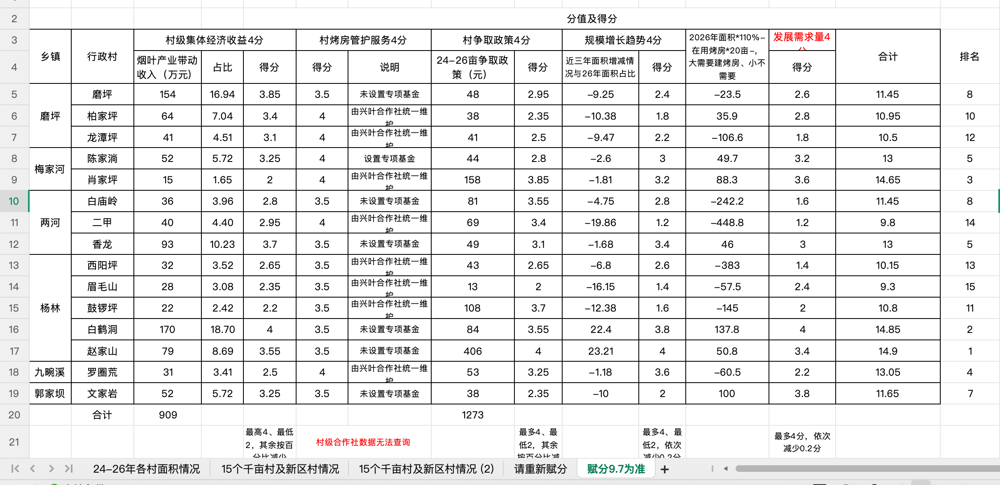 2 分值及得分
3 乡镇 行政村 村级集体经济收益4分 村烤房管护服务4分 村争取政策4分 规模增长趋势4分 2026年面积*110%-在用烤房*20亩-,大需要建烤房、小不需要 发展需求量4 合计 排名
4 烟叶产业带动收入（万元） 占比 得分 得分 说明 24-26亩争取政策（元） 得分 近三年面积增减情况与26年面积占比 得分 得分
5 磨坪 磨坪 154 16.94 3.85 3.5 未设置专项基金 48 2.95 -9.25 2.4 -23.5 2.6 11.45 8
6 柏家坪 64 7.04 3.4 4 由兴叶合作社统一维护 38 2.35 -10.38 1.8 35.9 2.8 10.95 10
7 龙潭坪 41 4.51 3.1 4 由兴叶合作社统一维护 41 2.5 -9.47 2.2 -106.6 1.8 10.5 12
8 梅家河 陈家淌 52 5.72 3.25 4 设置专项基金 44 2.8 -2.6 3 49.7 3.2 13 5
9 肖家坪 15 1.65 2 4 由兴叶合作社统一维护 158 3.85 -1.81 3.2 88.3 3.6 14.65 3
10 两河 白庙岭 36 3.96 2.8 3.5 未设置专项基金 81 3.55 -4.75 2.8 -242.2 1.6 11.45 8
11 二甲 40 4.40 2.95 4 由兴叶合作社统一维护 69 3.4 -19.86 1.2 -448.8 1.2 9.8 14
12 香龙 93 10.23 3.7 3.5 未设置专项基金 49 3.1 -1.68 3.4 46 3 13 5
13 杨林 西阳坪 32 3.52 2.65 3.5 由兴叶合作社统一维护 43 2.65 -6.8 2.6 -383 1.4 10.15 13
14 眉毛山 28 3.08 2.35 3.5 由兴叶合作社统一维护 13 2 -16.15 1.4 -57.5 2.4 9.3 15
15 鼓锣坪 22 2.42 2.2 3.5 由兴叶合作社统一维护 108 3.7 -12.38 1.6 -145 2 10.8 11
16 白鹤洞 170 18.70 4 3.5 未设置专项基金 84 3.55 22.4 3.8 137.8 4 14.85 2
17 赵家山 79 8.69 3.55 3.5 未设置专项基金 406 4 23.21 4 50.8 3.4 14.9 1
18 九畹溪 罗圈荒 31 3.41 2.5 4 由兴叶合作社统一维护 53 3.25 -1.18 3.6 -60.5 2.2 13.05 4
19 郭家坝 文家岩 52 5.72 3.25 3.5 未设置专项基金 38 2.35 -10 2 100 3.8 11.65 7
20 合计 909 1273
21 最高4、最低2，其余按百分比减少 村级合作社数据无法查询 最多4、最低2，其余按百分比减 最多4、最低2，依次减少0.2分 最多4分，依次减少0.2分
24-26年各村面积情况 15个千亩村及新区村情况 15个千亩村及新区村情况 (2) 请重新赋分 赋分9.7为准 +